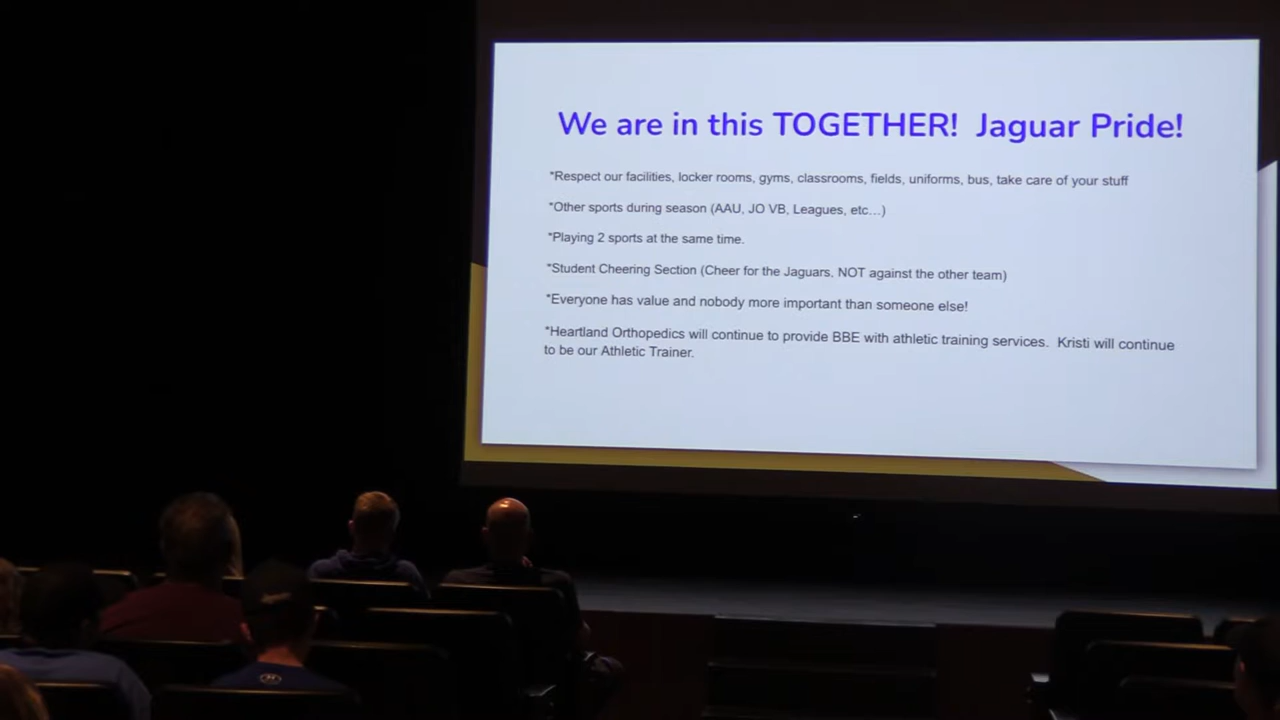 We are in this TOGETHER!  Jaguar Pride!
*Respect our facilities, locker rooms, gyms, classrooms, fields, uniforms, bus, take care of your stuff
*Other sports during season (AAU, JO VB, Leagues, etc…)
*Playing 2 sports at the same time.
*Student Cheering Section (Cheer for the Jaguars, NOT against the other team)
*Everyone has value and nobody more important than someone else!
*Heartland Orthopedics will continue to provide BBE with athletic training services.  Kristi will continue
to be our Athletic Trainer.